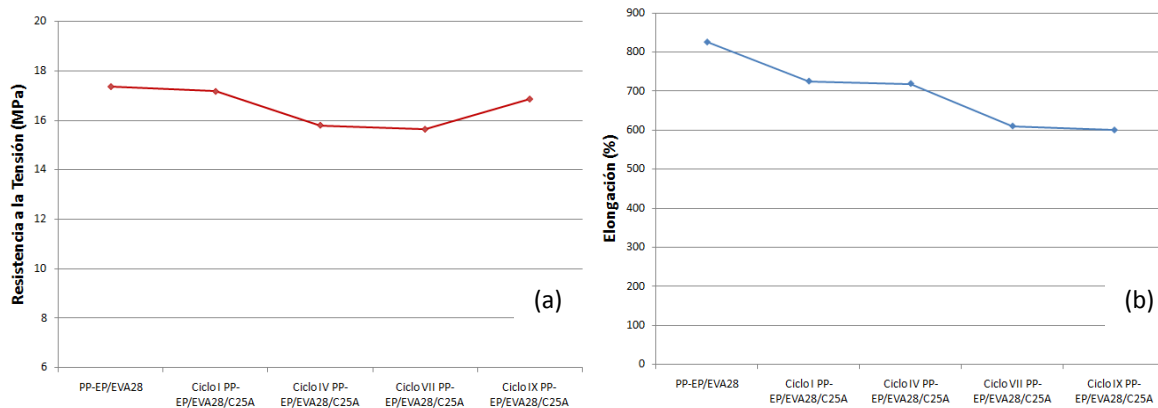 Resistencia a la Tensión (MPa)
20
18
16
14
12
10
8
6
PP-EP/EVA28
Ciclo I PP-
EP/EVA28/C25A
Ciclo IV PP-
EP/EVA28/C25A
Ciclo VII PP-
EP/EVA28/C25A
Ciclo IX PP-
EP/EVA28/C25A
(a)
Elongación (%)
900
800
700
600
500
400
300
200
100
0
PP-EP/EVA28
Ciclo I PP-
EP/EVA28/C25A
Ciclo IV PP-
EP/EVA28/C25A
Ciclo VII PP-
EP/EVA28/C25A
Ciclo IX PP-
EP/EVA28/C25A
(b)